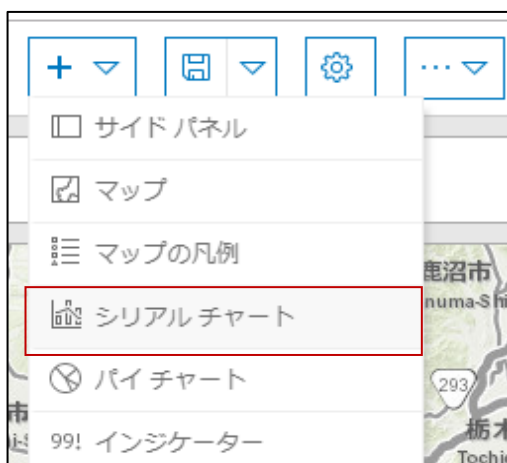 サイド パネル
マップ
マップの凡例
鹿沼市
numa-Shi
シリアル チャート
パイ チャート
293
市
栃木
99! インジケーター
Tochi